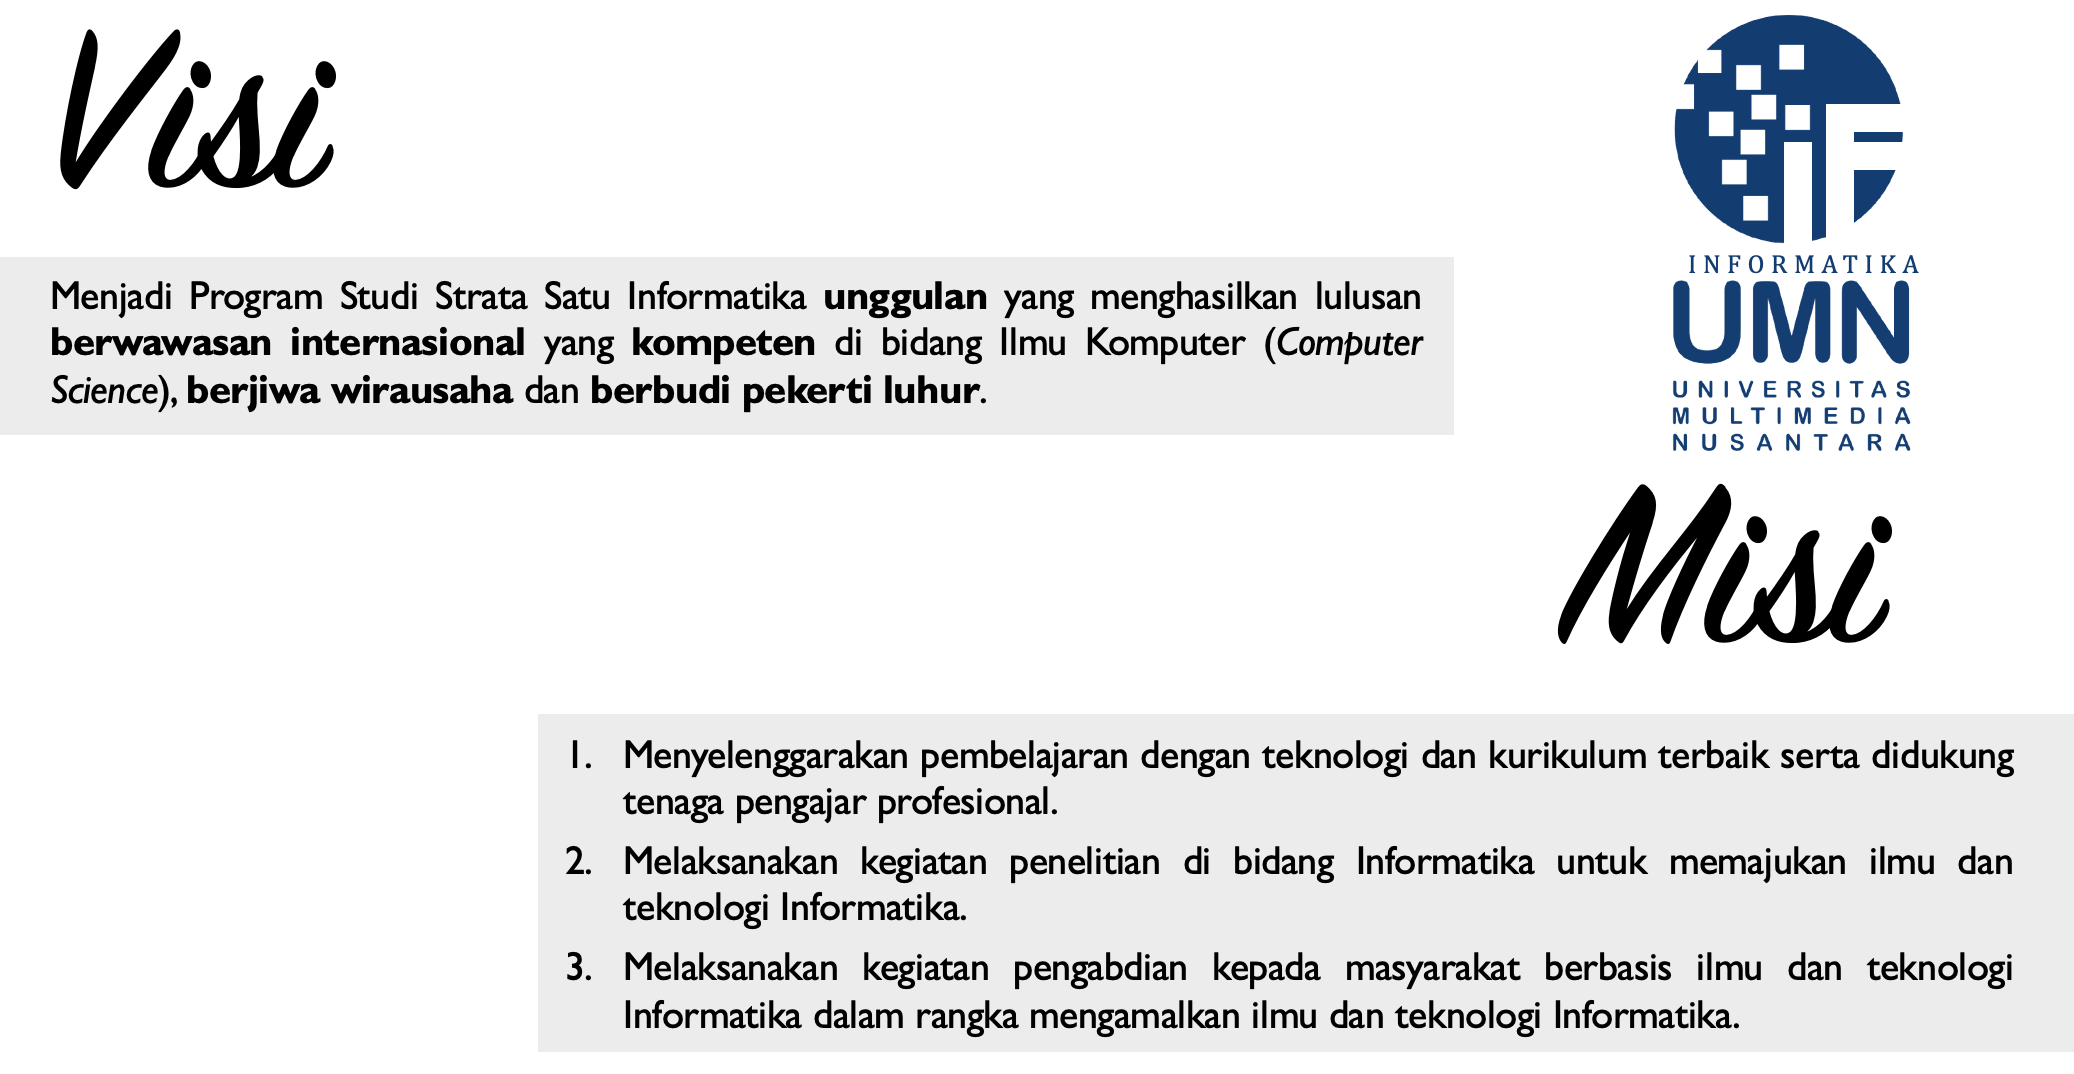 Visi
Menjadi Program Studi Strata Satu Informatika unggulan yang menghasilkan lulusan
berwawasan internasional yang kompeten di bidang Ilmu Komputer (Computer
Science), berjiwa wirausaha dan berbudi pekerti luhur.
iF
INFORMATIKA
UMN
UNIVERSITAS
MULTIMEDIA
NUSANTARA
Misi
1. Menyelenggarakan pembelajaran dengan teknologi dan kurikulum terbaik serta didukung
tenaga pengajar profesional.
2. Melaksanakan kegiatan penelitian di bidang Informatika untuk memajukan ilmu dan
teknologi Informatika.
3. Melaksanakan kegiatan pengabdian kepada masyarakat berbasis ilmu dan teknologi
Informatika dalam rangka mengamalkan ilmu dan teknologi Informatika.